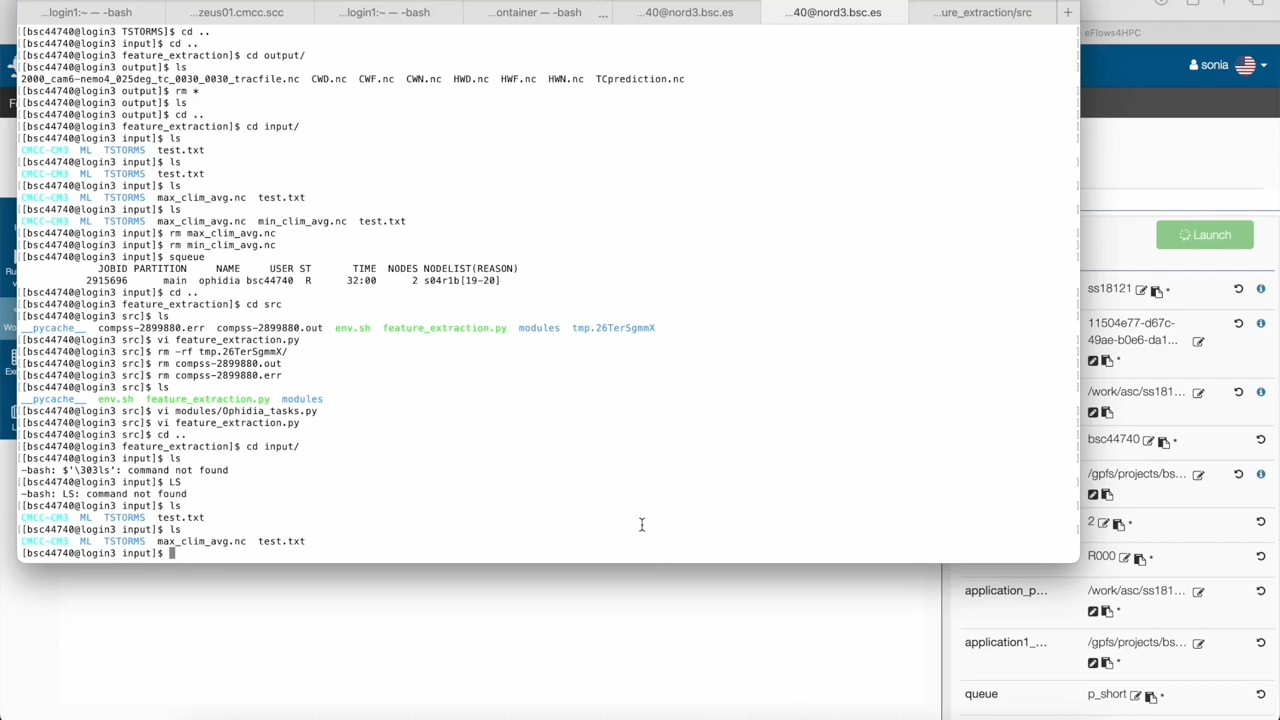 ...login1:~ — -bash
...zeus01.cmcc.scc
...login1:~ — -bash
...ontainer — -bash
...
...40@nord3.bsc.es
...40@nord3.bsc.es
...ure_extraction/src
+
[[bsc44740@login3 TSTORMS]$ cd ..
[[bsc44740@login3 input]$ cd ..
[[bsc44740@login3 feature_extraction]$ cd output/
[[bsc44740@login3 output]$ ls
2000_cam6-nemo4_025deg_tc_0030_0030_tracfile.nc CWD.nc CWF.nc CWN.nc HWD.nc HWF.nc HWN.nc TCprediction.nc
[[bsc44740@login3 output]$ rm *
[[bsc44740@login3 output]$ ls
[[bsc44740@login3 output]$ cd ..
[[bsc44740@login3 feature_extraction]$ cd input/
[[bsc44740@login3 input]$ ls
CMCC-CM3 ML TSTORMS test.txt
[[bsc44740@login3 input]$ ls
CMCC-CM3 ML TSTORMS test.txt
[[bsc44740@login3 input]$ ls
CMCC-CM3 ML TSTORMS max_clim_avg.nc test.txt
[[bsc44740@login3 input]$ ls
CMCC-CM3 ML TSTORMS max_clim_avg.nc min_clim_avg.nc test.txt
[[bsc44740@login3 input]$ rm max_clim_avg.nc
[[bsc44740@login3 input]$ rm min_clim_avg.nc
[[bsc44740@login3 input]$ squeue
JOBID PARTITION NAME USER ST TIME NODES NODELIST(REASON)
2915696 main ophidia bsc44740 R 32:00 2 s04r1b[19-20]
[[bsc44740@login3 input]$ cd ..
[[bsc44740@login3 feature_extraction]$ cd src
[[bsc44740@login3 src]$ ls
__pycache__ compss-2899880.err compss-2899880.out env.sh feature_extraction.py modules tmp.26TerSgmmX
[[bsc44740@login3 src]$ vi feature_extraction.py
[[bsc44740@login3 src]$ rm -rf tmp.26TerSgmmX/
[[bsc44740@login3 src]$ rm compss-2899880.out
[[bsc44740@login3 src]$ rm compss-2899880.err
[[bsc44740@login3 src]$ ls
__pycache__ env.sh feature_extraction.py modules
[[bsc44740@login3 src]$ vi modules/Ophidia_tasks.py
[[bsc44740@login3 src]$ vi feature_extraction.py
[[bsc44740@login3 src]$ cd ..
[[bsc44740@login3 feature_extraction]$ cd input/
[[bsc44740@login3 input]$ ls
-bash: $'\303ls': command not found
[[bsc44740@login3 input]$ LS
-bash: LS: command not found
[[bsc44740@login3 input]$ ls
CMCC-CM3 ML TSTORMS test.txt
[[bsc44740@login3 input]$ ls
CMCC-CM3 ML TSTORMS max_clim_avg.nc test.txt
[bsc44740@login3 input]$
eFlows4HPC
sonia
Launch
ss18121 *
11504e77-d67c-
49ae-b0e6-da1...
*
/work/asc/ss181...
*
bsc44740 *
/gpfs/projects/bs...
*
2 *
R000 *
application_p... /work/asc/ss181...
*
application1_... /gpfs/projects/bs...
*
queue p_short *